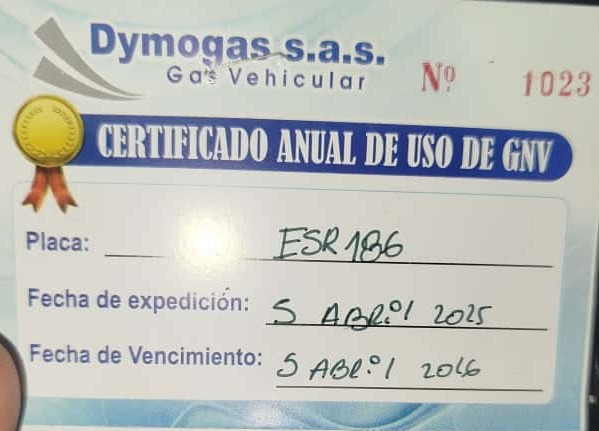 Dymogas s.a.s.
Gas Vehicular
Nº 1023
CERTIFICADO ANUAL DE USO DE GNV
Placa: ESR186
Fecha de expedición: 5 ABRil 2025
Fecha de Vencimiento: 5 ABRil